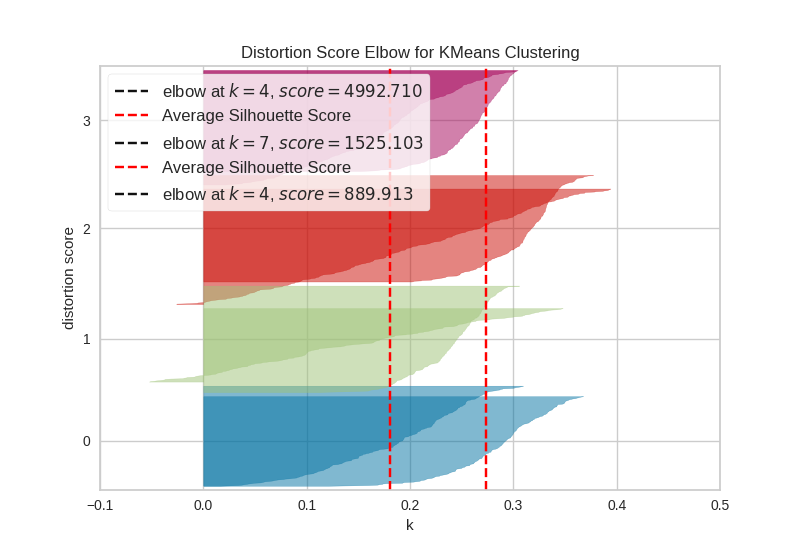 Distortion Score Elbow for KMeans Clustering
elbow at k = 4, score = 4992.710
Average Silhouette Score
elbow at k = 7, score = 1525.103
Average Silhouette Score
elbow at k = 4, score = 889.913
distortion score
3
2
1
0
−0.1 0.0 0.1 0.2 0.3 0.4 0.5
k